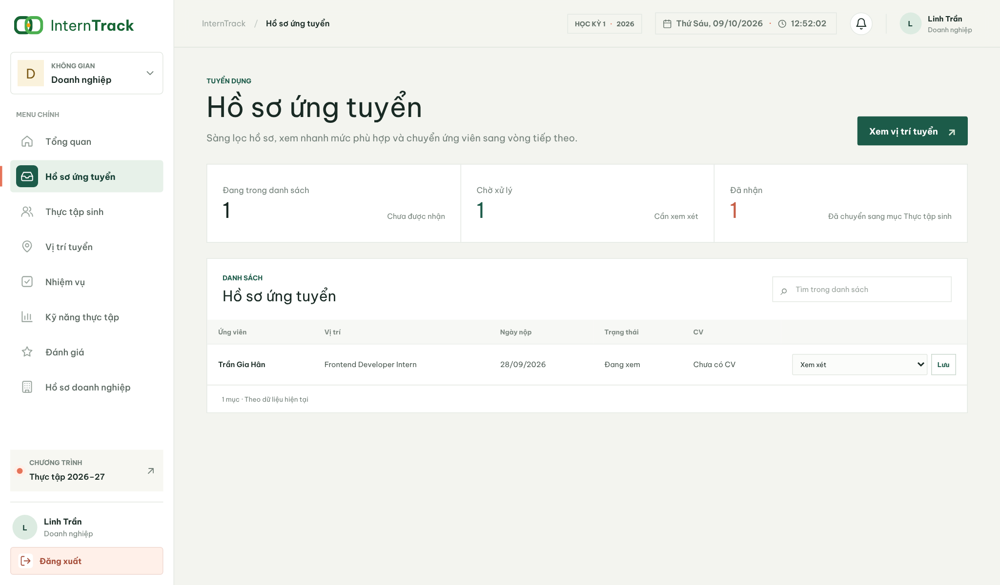 InternTrack
D
KHÔNG GIAN
Doanh nghiệp
MENU CHÍNH
Tổng quan
Hồ sơ ứng tuyển
Thực tập sinh
Vị trí tuyển
Nhiệm vụ
Kỹ năng thực tập
Đánh giá
Hồ sơ doanh nghiệp
CHƯƠNG TRÌNH
Thực tập 2026–27
L
Linh Trần
Doanh nghiệp
Đăng xuất
InternTrack / Hồ sơ ứng tuyển
HỌC KỲ 1 · 2026
Thứ Sáu, 09/10/2026 · 12:52:02
L
Linh Trần
Doanh nghiệp
TUYỂN DỤNG
Hồ sơ ứng tuyển
Sàng lọc hồ sơ, xem nhanh mức phù hợp và chuyển ứng viên sang vòng tiếp theo.
Xem vị trí tuyển
Đang trong danh sách
1
Chưa được nhận
Chờ xử lý
1
Cần xem xét
Đã nhận
1
Đã chuyển sang mục Thực tập sinh
DANH SÁCH
Hồ sơ ứng tuyển
Tìm trong danh sách
Ứng viên Vị trí Ngày nộp Trạng thái CV
Trần Gia Hân Frontend Developer Intern 28/09/2026 Đang xem Chưa có CV Xem xét Lưu
1 mục · Theo dữ liệu hiện tại